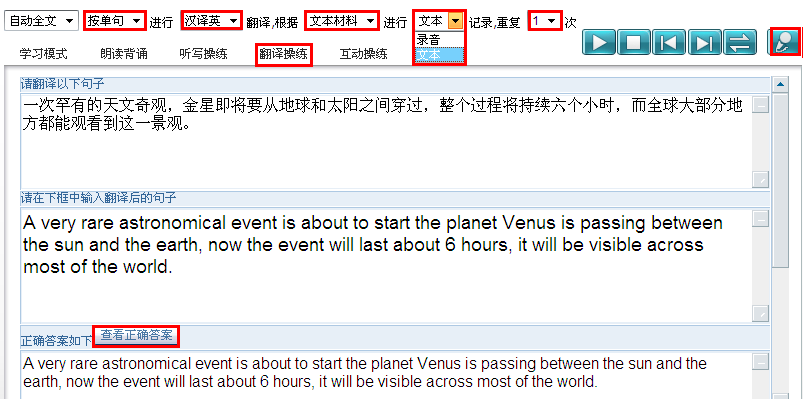 自动全文 按单句 进行 汉译英 翻译,根据 文本材料 进行 文本 记录,重复 1 次
录音
文本
学习模式 朗读背诵 听写操练 翻译操练 互动操练
请翻译以下句子
一次罕有的天文奇观，金星即将要从地球和太阳之间穿过，整个过程将持续六个小时，而全球大部分地
方都能观看到这一景观。
请在下框中输入翻译后的句子
A very rare astronomical event is about to start the planet Venus is passing between
the sun and the earth, now the event will last about 6 hours, it will be visible across
most of the world.
正确答案如下 查看正确答案
A very rare astronomical event is about to start the planet Venus is passing between the sun and the
earth, now the event will last about 6 hours, it will be visible across most of the world.